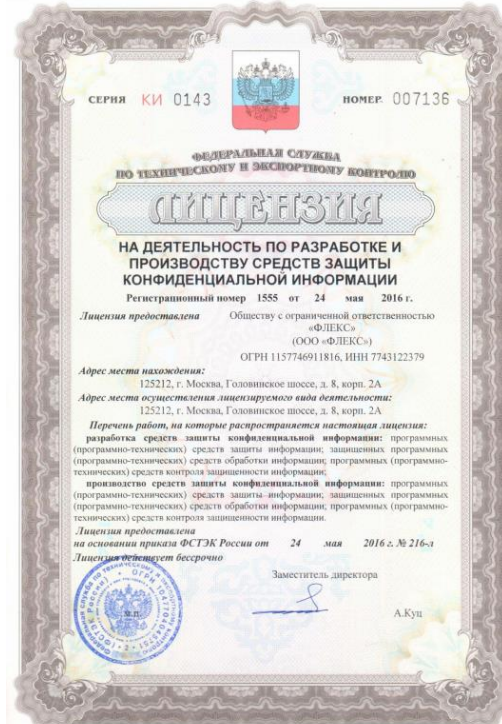 СЕРИЯ КИ 0143 НОМЕР 007136
ФЕДЕРАЛЬНАЯ СЛУЖБА
ПО ТЕХНИЧЕСКОМУ И ЭКСПОРТНОМУ КОНТРОЛЮ
ЛИЦЕНЗИЯ
НА ДЕЯТЕЛЬНОСТЬ ПО РАЗРАБОТКЕ И
ПРОИЗВОДСТВУ СРЕДСТВ ЗАЩИТЫ
КОНФИДЕНЦИАЛЬНОЙ ИНФОРМАЦИИ
Регистрационный номер 1555 от 24 мая 2016 г.
Лицензия предоставлена Обществу с ограниченной ответственностью
«ФЛЕКС»
(ООО «ФЛЕКС»)
ОГРН 1157746911816, ИНН 7743122379
Адрес места нахождения:
125212, г. Москва, Головинское шоссе, д. 8, корп. 2А
Адрес места осуществления лицензируемого вида деятельности:
125212, г. Москва, Головинское шоссе, д. 8, корп. 2А
Перечень работ, на которые распространяется настоящая лицензия:
разработка средств защиты конфиденциальной информации: программных
(программно-технических) средств защиты информации; защищенных программных
(программно-технических) средств обработки информации; программных (программно-
технических) средств контроля защищенности информации;
производство средств защиты конфиденциальной информации: программных
(программно-технических) средств защиты информации; защищенных программных
(программно-технических) средств обработки информации; программных (программно-
технических) средств контроля защищенности информации.
Лицензия предоставлена
на основании приказа ФСТЭК России от 24 мая 2016 г. № 216-л
Лицензия действует бессрочно
Заместитель директора
М.П.
А.Куц